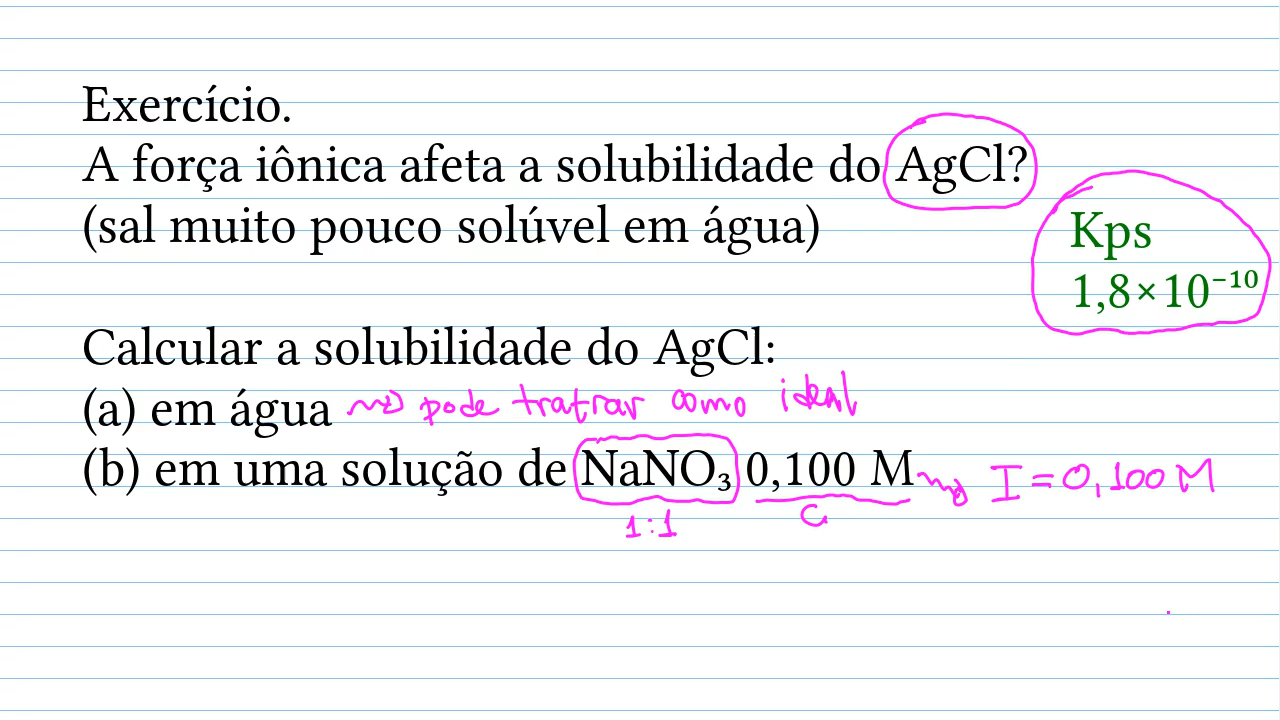 Exercício.
A força iônica afeta a solubilidade do AgCl?
(sal muito pouco solúvel em água)
Kps
1,8×10⁻¹⁰
Calcular a solubilidade do AgCl:
(a) em água ~> pode tratrar como ideal
(b) em uma solução de NaNO₃ 0,100 M ~> I = 0,100 M
1:1 C